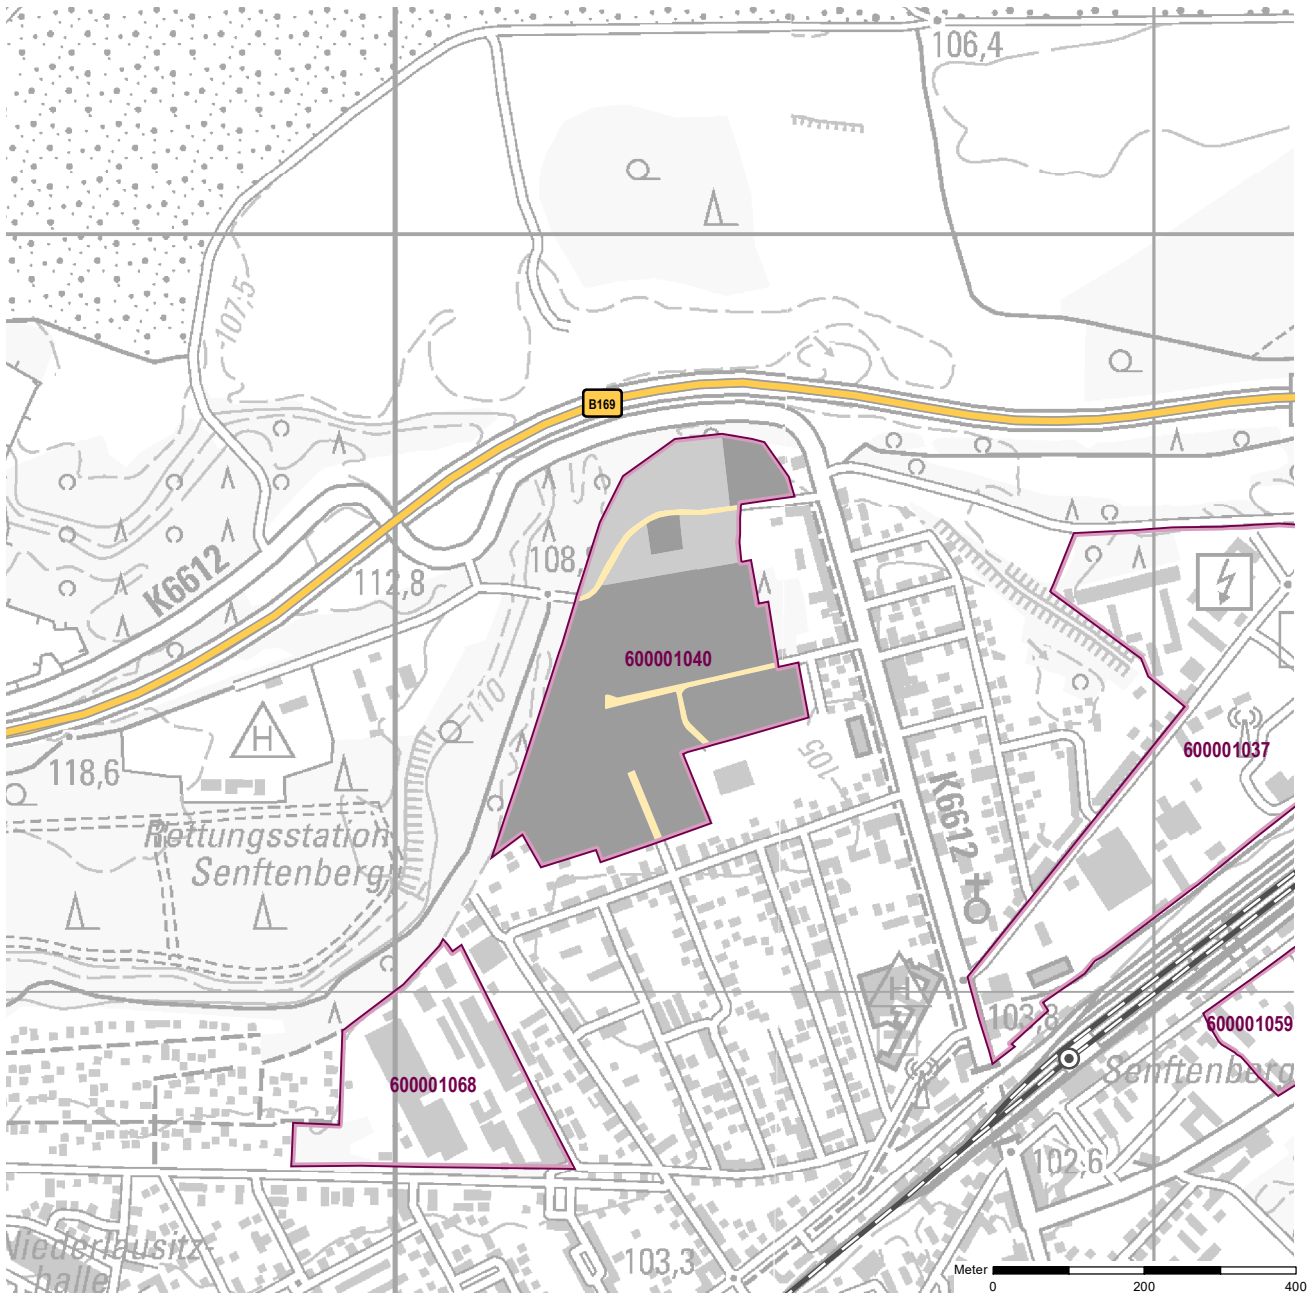 106,4
107,5
B169
K6612
108,
112,8
600001040
110
H
118,6
105
600001037
Rettungsstation
Senftenberg
K6612
H
103,8
600001059
Senftenberg
600001068
102,6
Niederlausitz-
halle
103,3
Meter
0
200
400